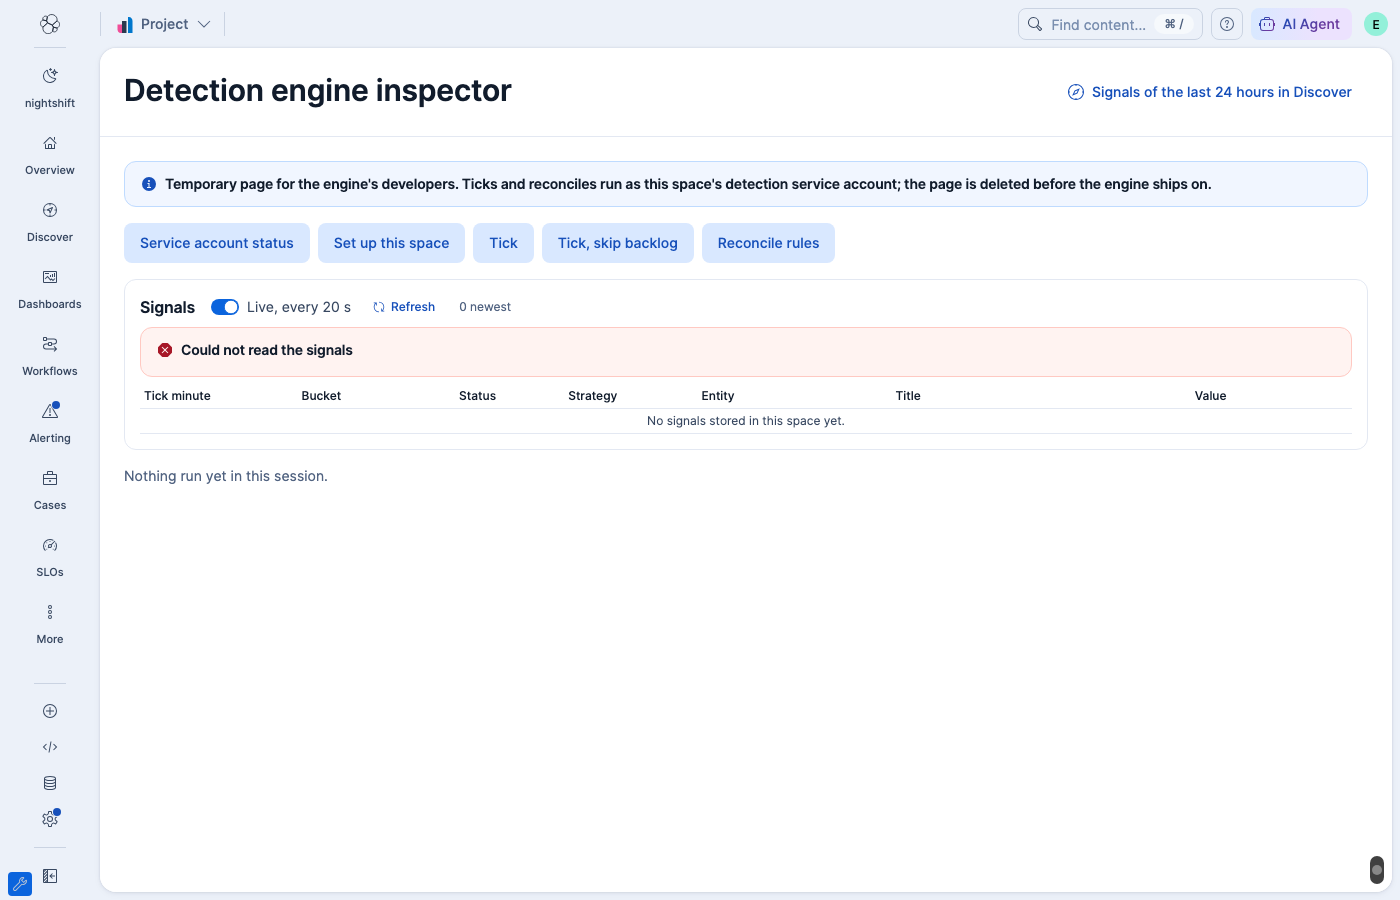 Project
Find content...
⌘ /
AI Agent
E
nightshift
Overview
Discover
Dashboards
Workflows
Alerting
Cases
SLOs
More
Detection engine inspector
Signals of the last 24 hours in Discover
Temporary page for the engine's developers. Ticks and reconciles run as this space's detection service account; the page is deleted before the engine ships on.
Service account status
Set up this space
Tick
Tick, skip backlog
Reconcile rules
Signals
Live, every 20 s
Refresh
0 newest
Could not read the signals
Tick minute
Bucket
Status
Strategy
Entity
Title
Value
No signals stored in this space yet.
Nothing run yet in this session.